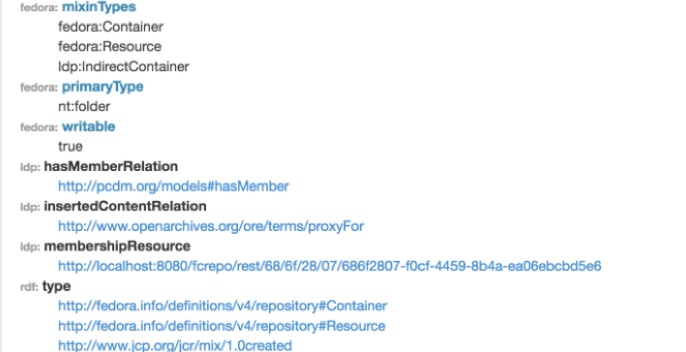 fedora: mixinTypes
fedora:Container
fedora:Resource
ldp:IndirectContainer
fedora: primaryType
nt:folder
fedora: writable
true
ldp: hasMemberRelation
http://pcdm.org/models#hasMember
ldp: insertedContentRelation
http://www.openarchives.org/ore/terms/proxyFor
ldp: membershipResource
http://localhost:8080/fcrepo/rest/68/6f/28/07/686f2807-f0cf-4459-8b4a-ea06ebcbd5e6
rdf: type
http://fedora.info/definitions/v4/repository#Container
http://fedora.info/definitions/v4/repository#Resource
http://www.jcp.org/jcr/mix/1.0created